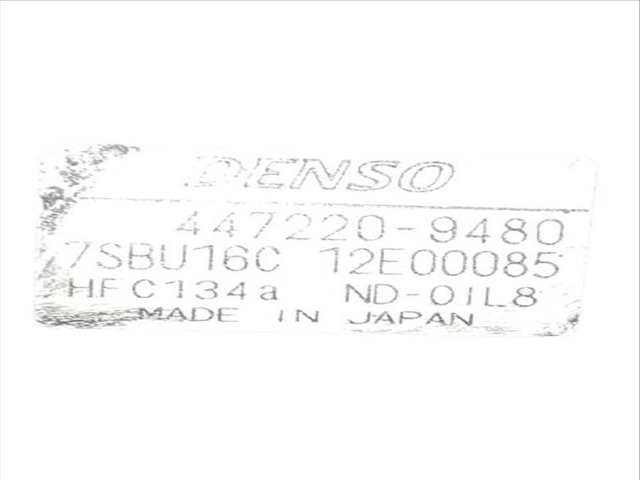 DENSO
447220-9480
7SBU16C 12E00085
HFC134a ND-OIL8
MADE IN JAPAN